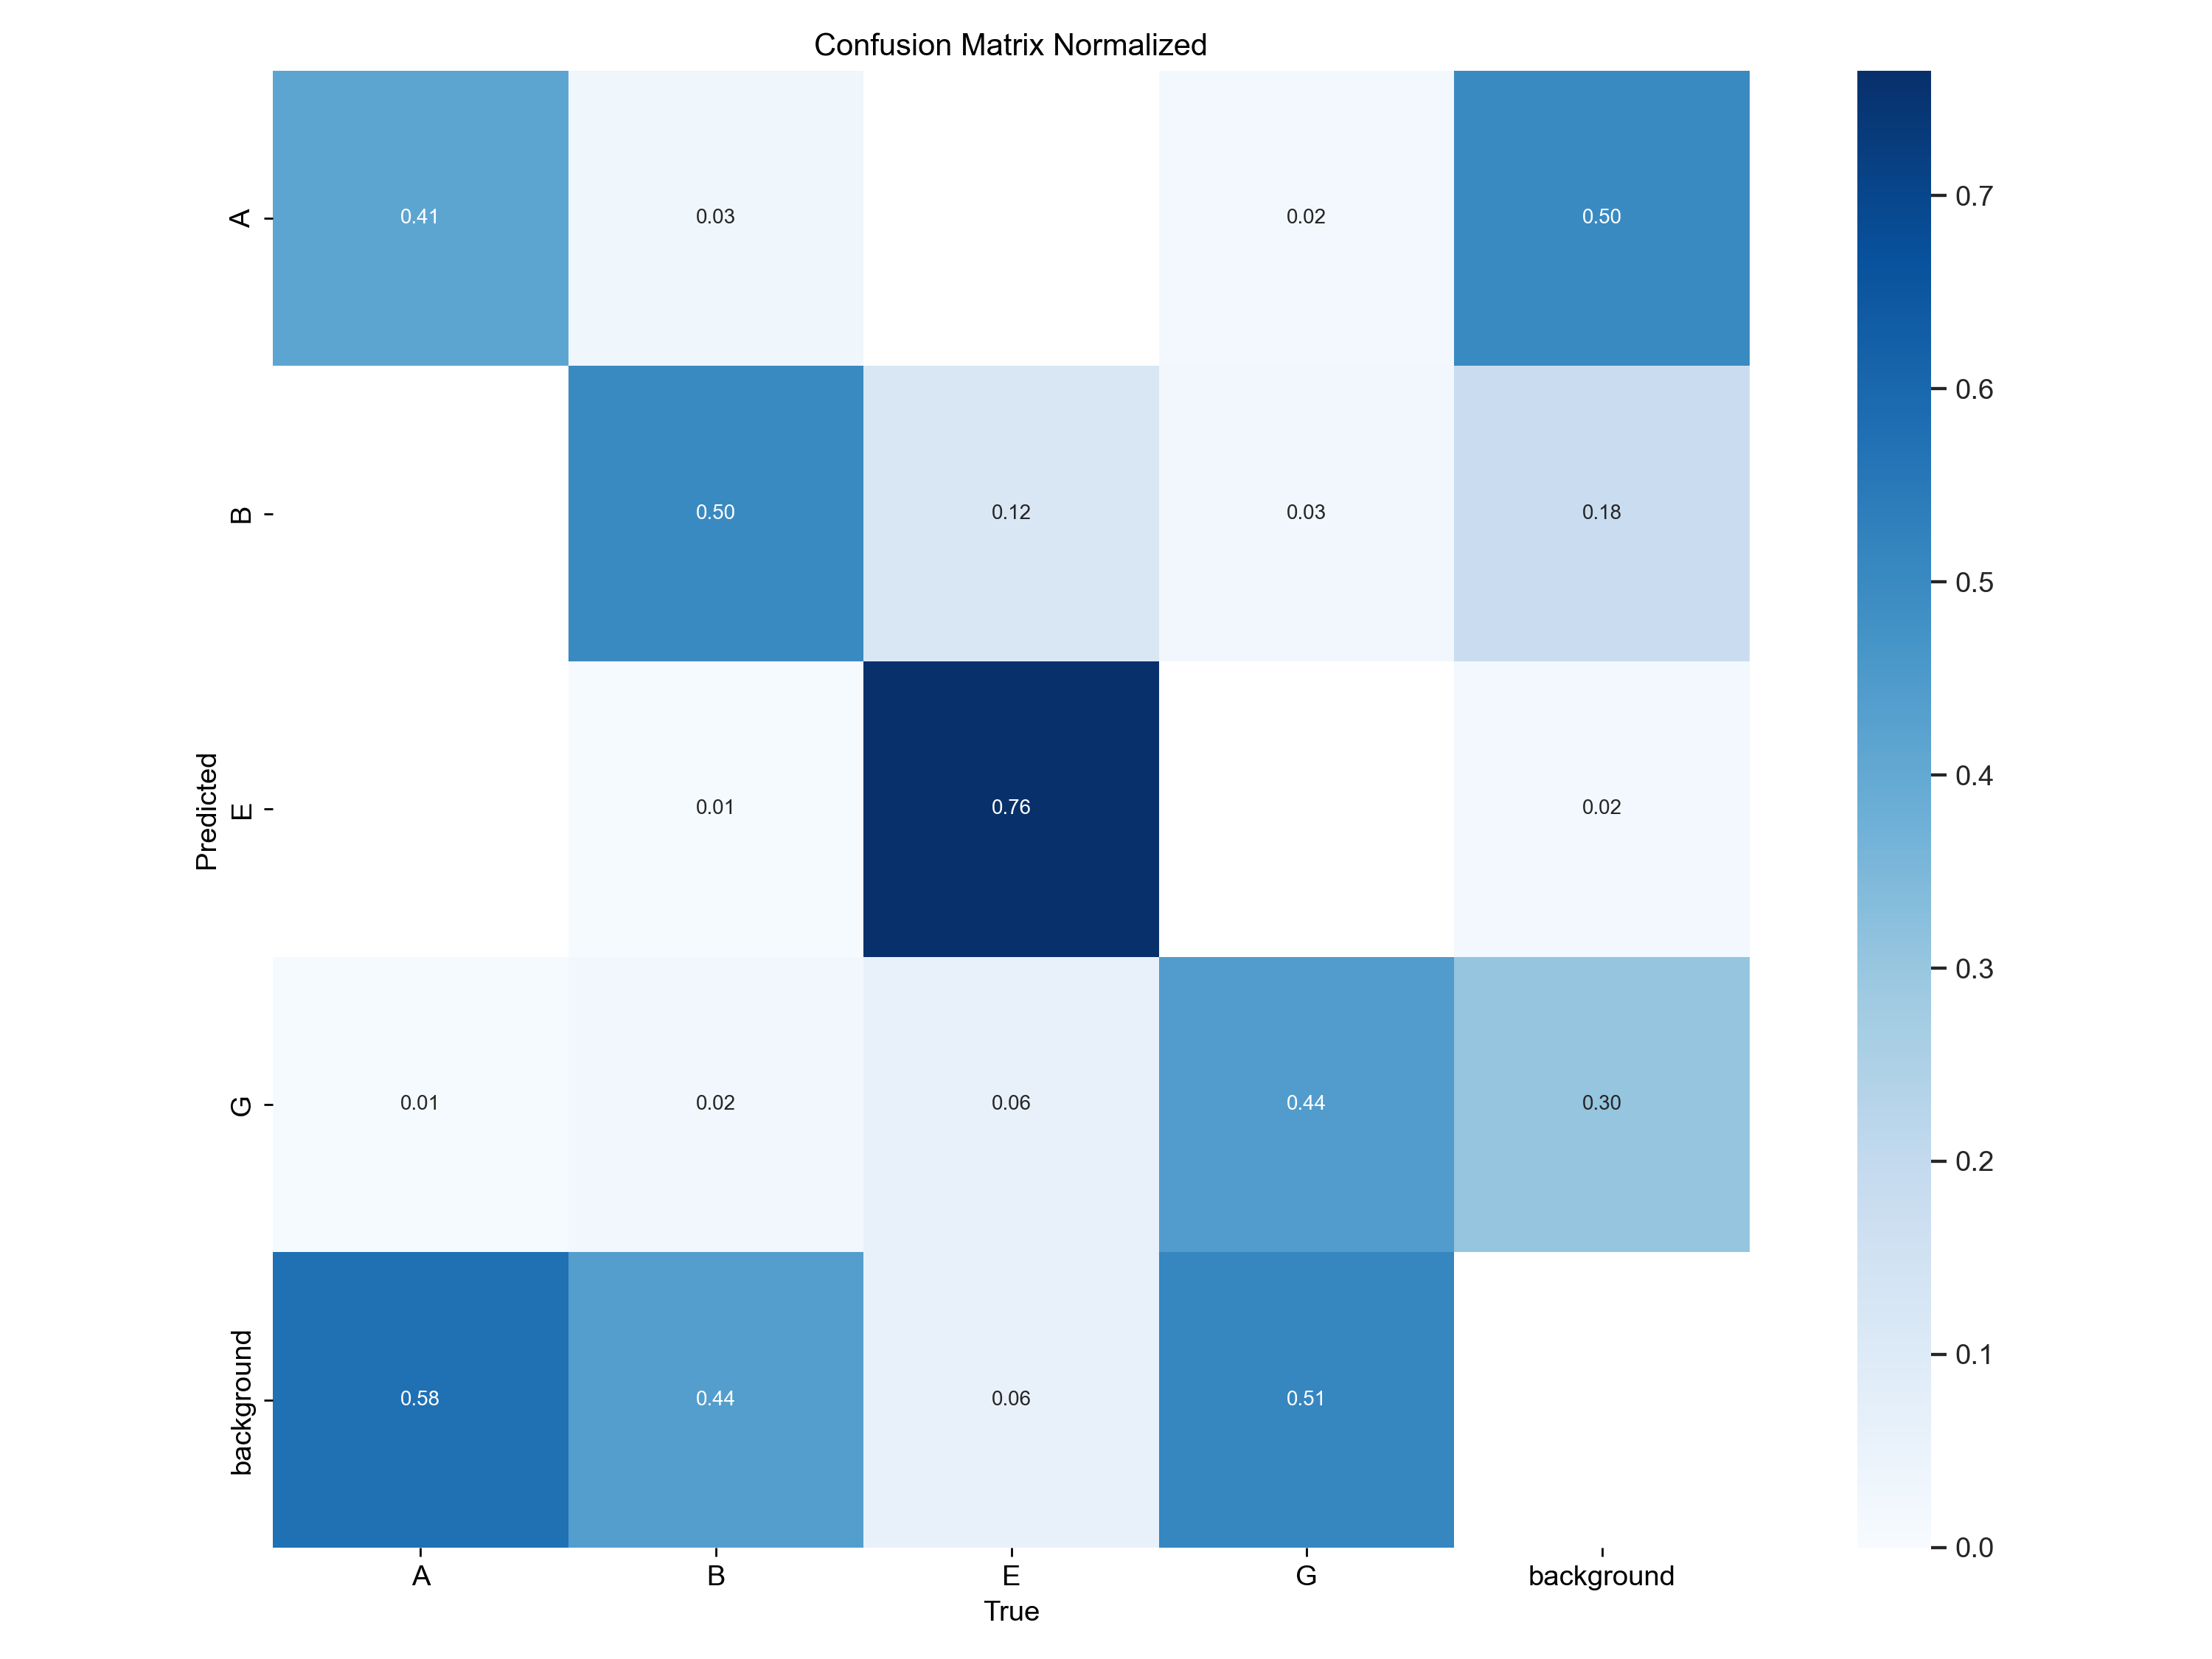 Confusion Matrix Normalized
A 0.41 0.03 0.02 0.50
B 0.50 0.12 0.03 0.18
E 0.01 0.76 0.02
G 0.01 0.02 0.06 0.44 0.30
background 0.58 0.44 0.06 0.51
Predicted
A B E G background
True
0.7
0.6
0.5
0.4
0.3
0.2
0.1
0.0